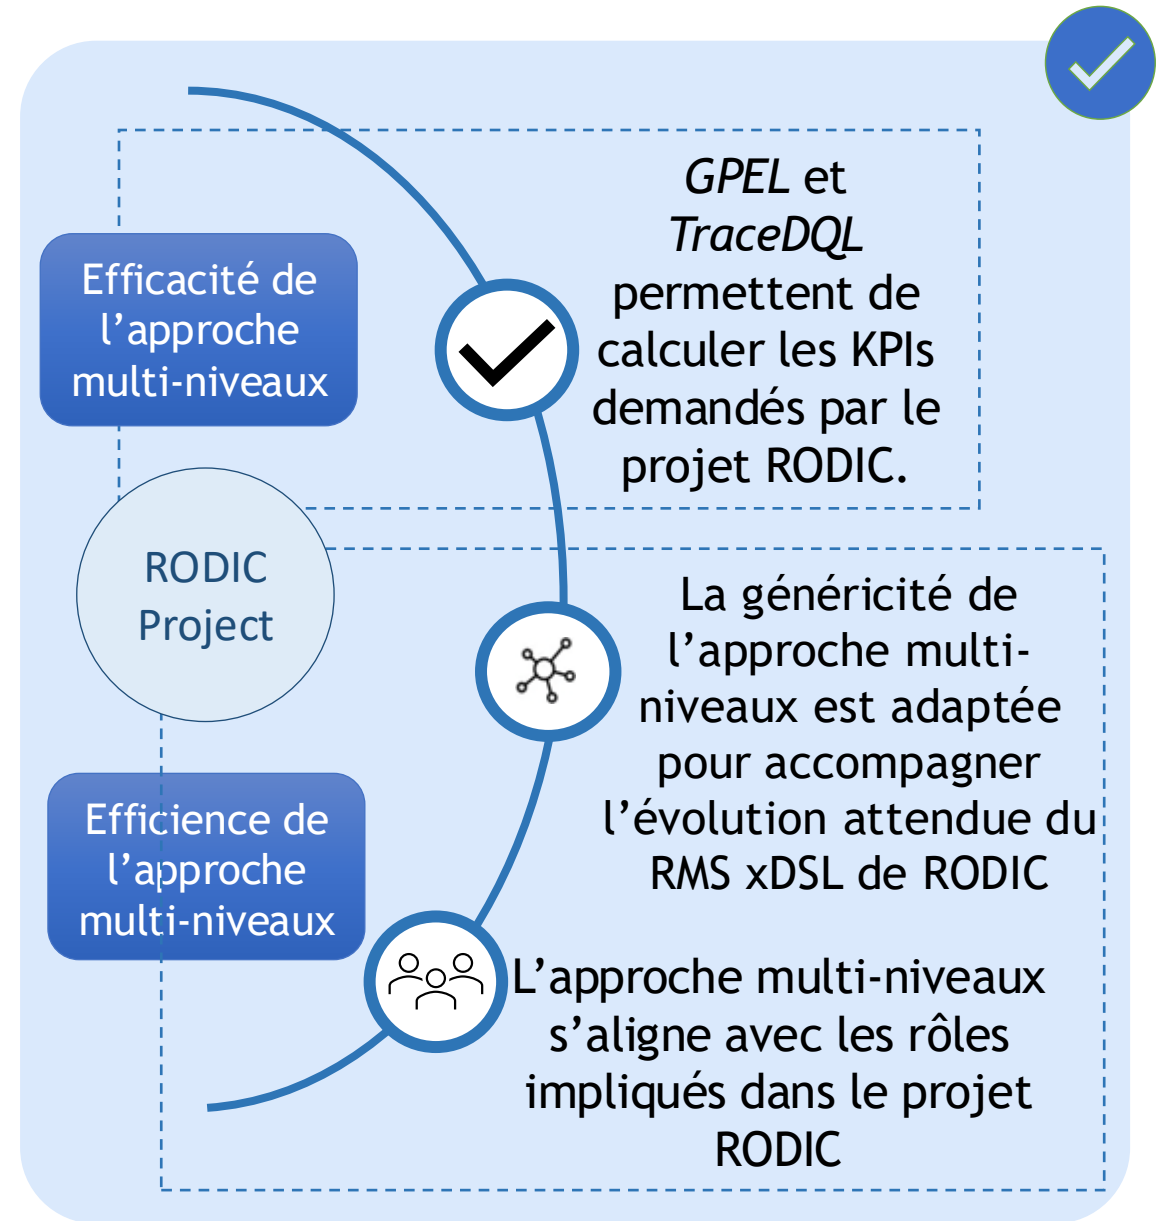 Efficacité de
l’approche
multi-niveaux
GPEL et
TraceDQL
permettent de
calculer les KPIs
demandés par le
projet RODIC.
RODIC
Project
La généricité de
l’approche multi-
niveaux est adaptée
pour accompagner
l’évolution attendue du
RMS xDSL de RODIC
Efficience de
l’approche
multi-niveaux
L’approche multi-niveaux
s’aligne avec les rôles
impliqués dans le projet
RODIC